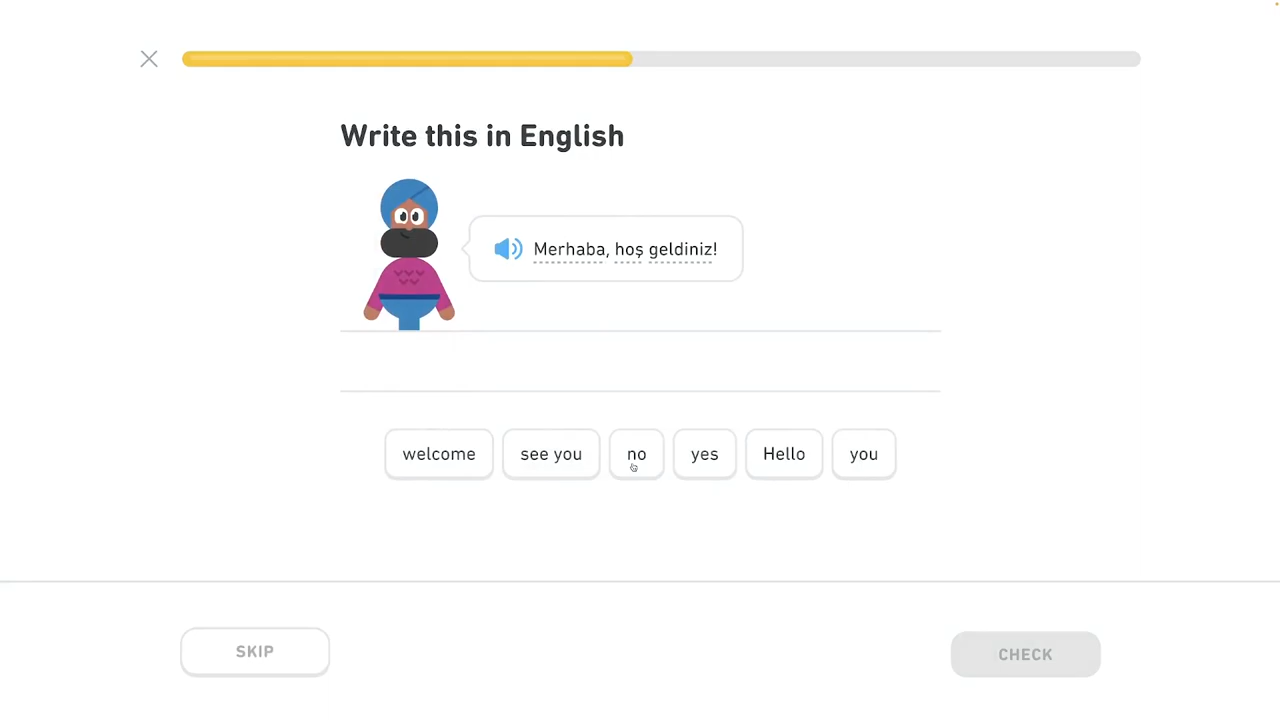 Write this in English
Merhaba, hoş geldiniz!
welcome see you no yes Hello you
SKIP CHECK